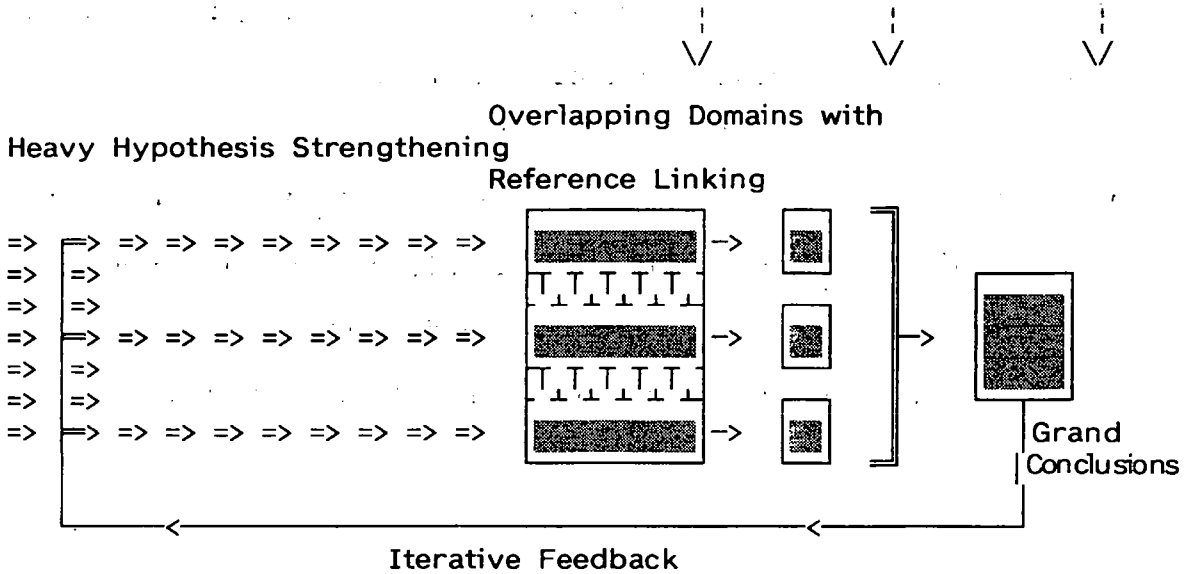 Overlapping Domains with
Heavy Hypothesis Strengthening
Reference Linking
Grand
Conclusions
Iterative Feedback